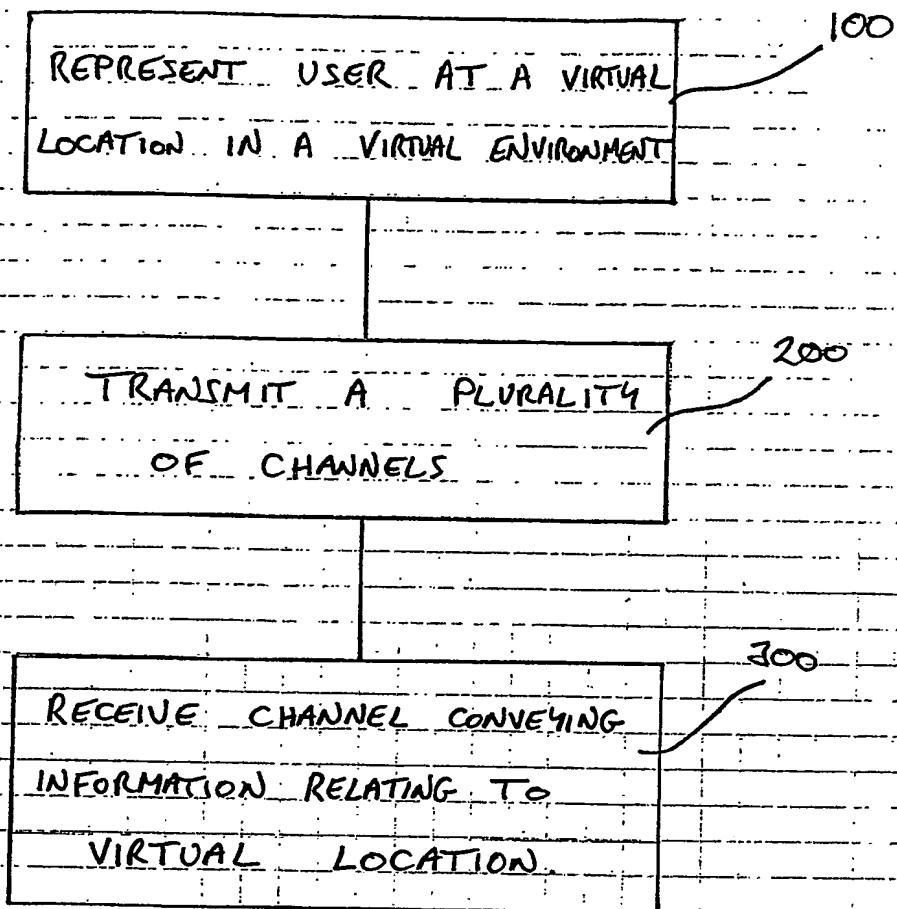 100
REPRESENT USER AT A VIRTUAL
LOCATION IN A VIRTUAL ENVIRONMENT
200
TRANSMIT A PLURALITY
OF CHANNELS
300
RECEIVE CHANNEL CONVEYING
INFORMATION RELATING TO
VIRTUAL LOCATION.